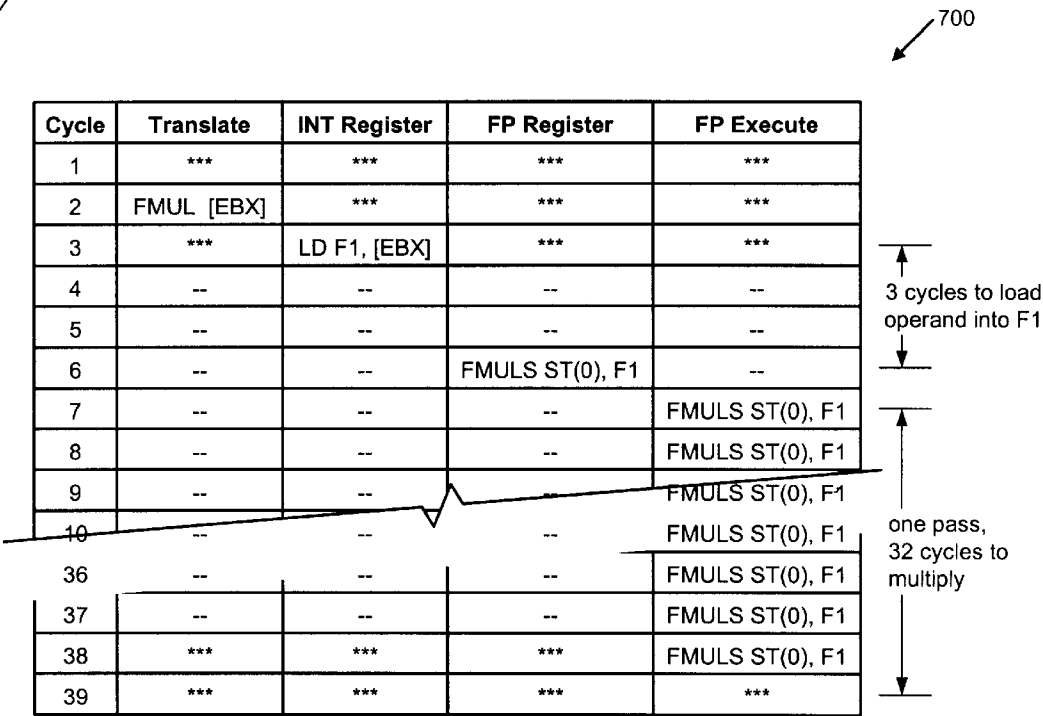 700
Cycle Translate INT Register FP Register FP Execute
1 *** *** *** ***
2 FMUL [EBX] *** *** ***
3 *** LD F1, [EBX] *** ***
4 -- -- -- --
5 -- -- -- --
6 -- -- FMULS ST(0), F1 --
3 cycles to load
operand into F1
7 -- -- -- FMULS ST(0), F1
8 -- -- -- FMULS ST(0), F1
9 -- -- -- FMULS ST(0), F1
10 -- -- -- FMULS ST(0), F1
36 -- -- -- FMULS ST(0), F1
37 -- -- -- FMULS ST(0), F1
38 *** *** *** FMULS ST(0), F1
39 *** *** *** ***
one pass,
32 cycles to
multiply